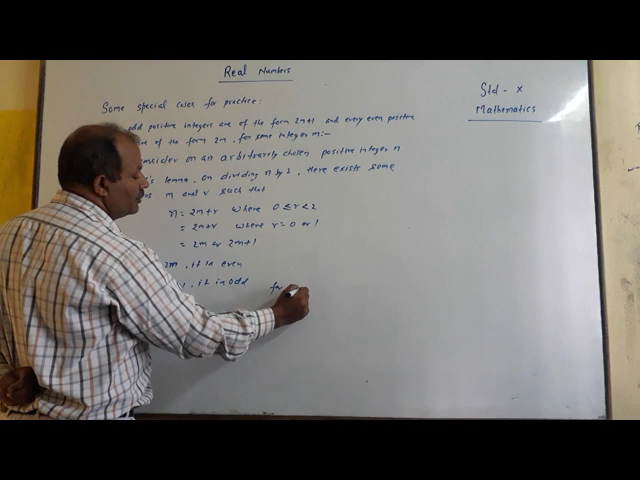 Real Numbers
Std - X
Mathematics
Some special cases for practice:
odd positive integers are of the form 2m+1 and every even positive
of the form 2m, for some integer m:-
consider on an arbitrarily chosen positive integer n
's lemma, on dividing n by 2, there exists some
m and r such that
n = 2m+r where 0 ≤ r < 2
= 2m+r where r = 0 or 1
= 2m or 2m+1
2m, it is even
, it is odd fo